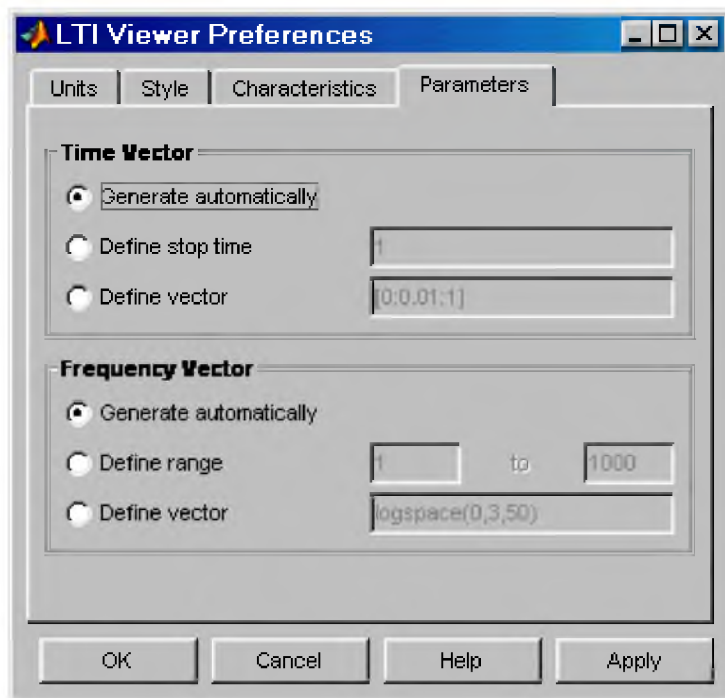 LTI Viewer Preferences
Units Style Characteristics Parameters
Time Vector
Generate automatically
Define stop time 1
Define vector [0:0.01:1]
Frequency Vector
Generate automatically
Define range 1 to 1000
Define vector logspace(0,3,50)
OK Cancel Help Apply